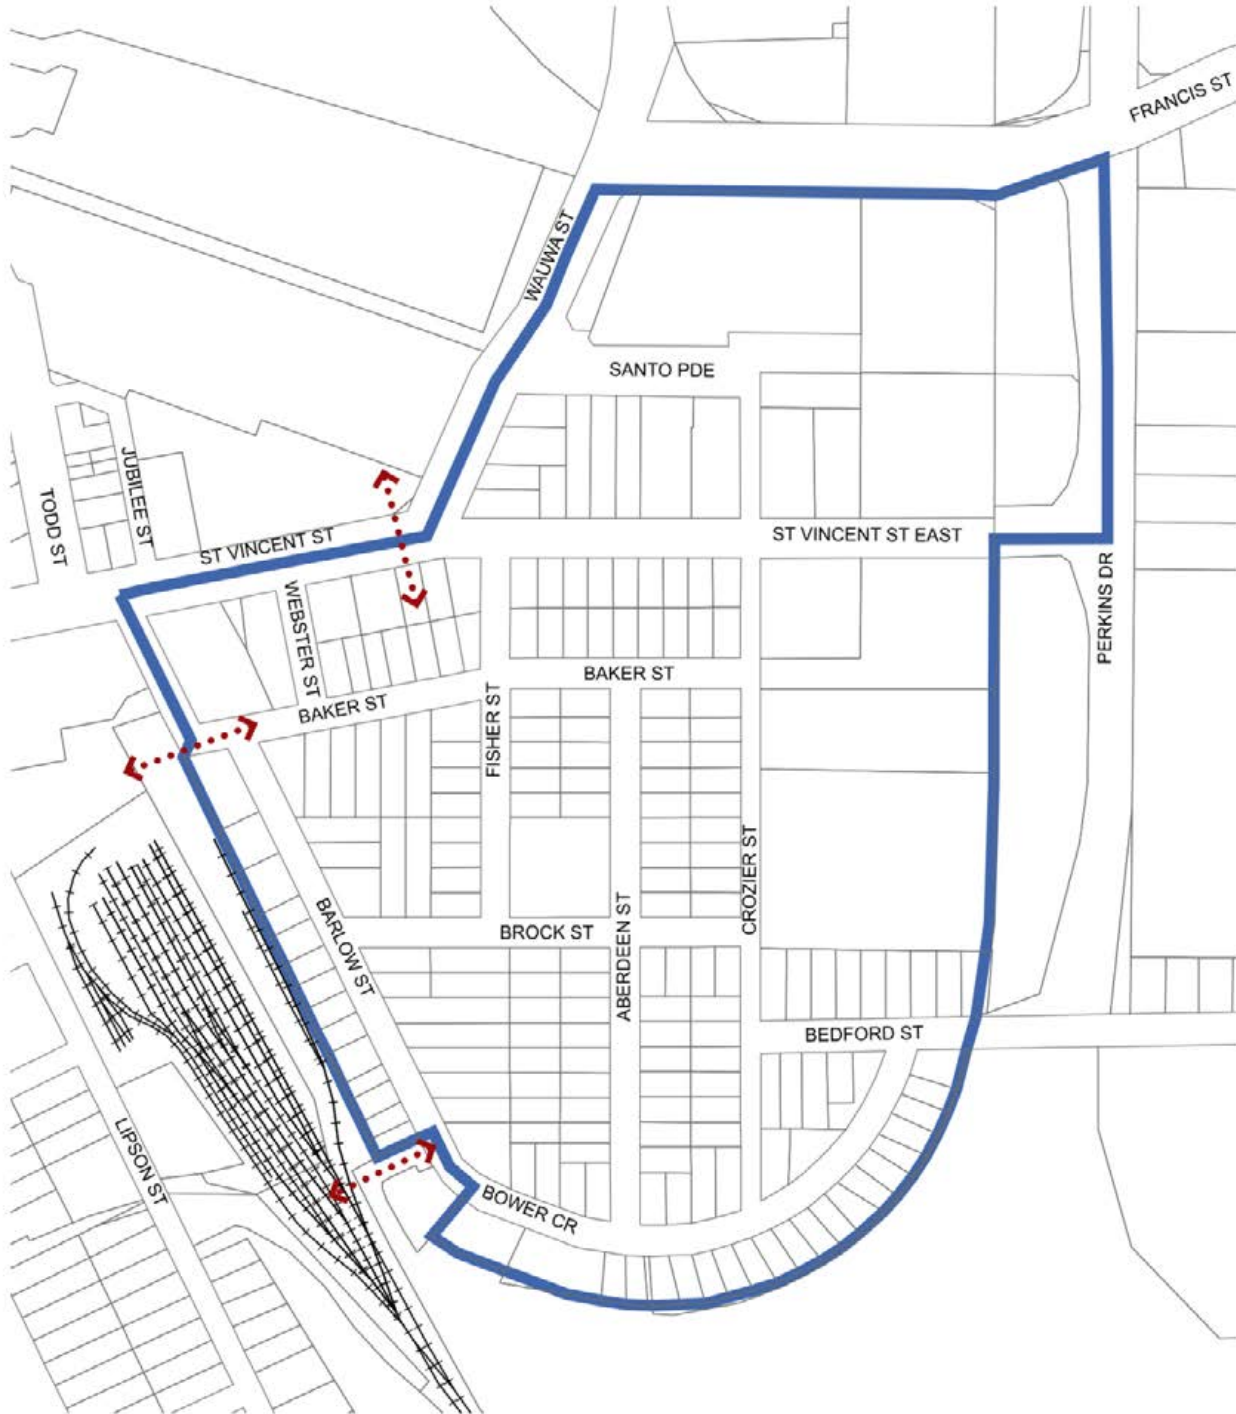 FRANCIS ST
WAUWA ST
SANTO PDE
JUBILEE ST
TODD ST
ST VINCENT ST
ST VINCENT ST EAST
WEBSTER ST
PERKINS DR
BAKER ST
BAKER ST
FISHER ST
CROZIER ST
BARLOW ST
BROCK ST
ABERDEEN ST
BEDFORD ST
LIPSON ST
BOWER CR